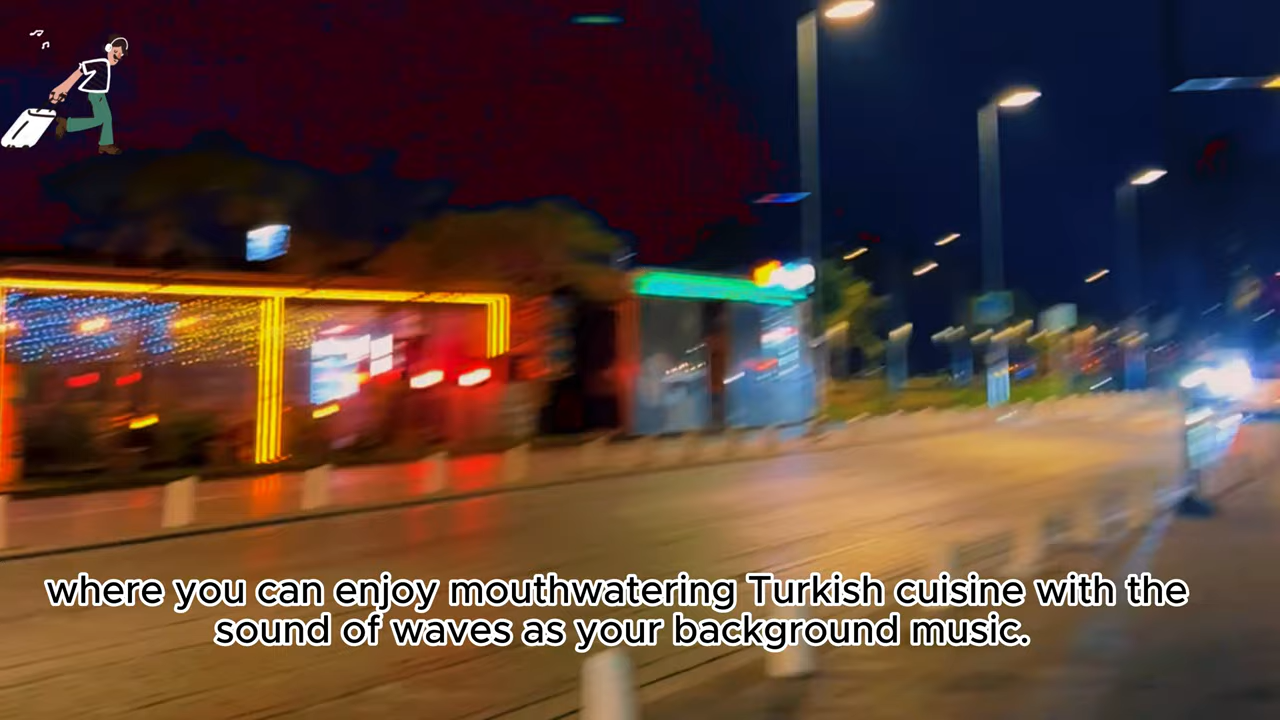 where you can enjoy mouthwatering Turkish cuisine with the
sound of waves as your background music.